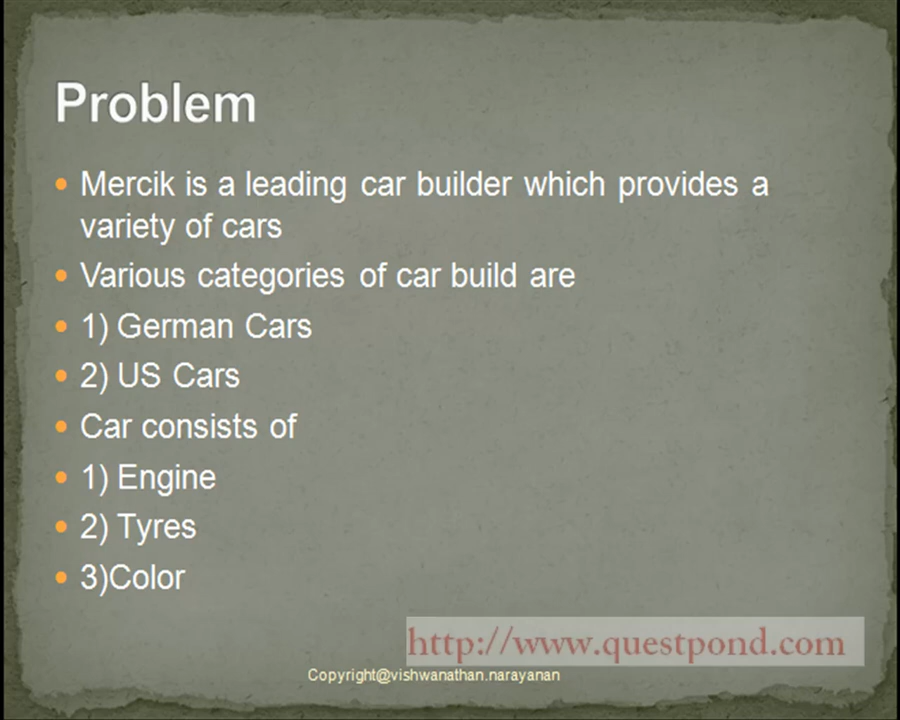 Problem
• Mercik is a leading car builder which provides a
variety of cars
• Various categories of car build are
• 1) German Cars
• 2) US Cars
• Car consists of
• 1) Engine
• 2) Tyres
• 3)Color
http://www.questpond.com
Copyright@vishwanathan.narayanan